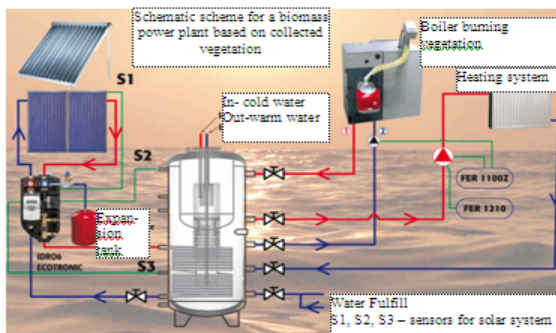 Schematic scheme for a biomass
power plant based on collected
vegetation
Boiler burning
vegetation
Heating system
S1
In- cold water
Out-warm water
S2
1
2
FER 1100Z
FER 1210
Expan-
sion
tank
IDRO6
ECOTRONIC
S3
Water Fulfill
S1, S2, S3 – sensors for solar system